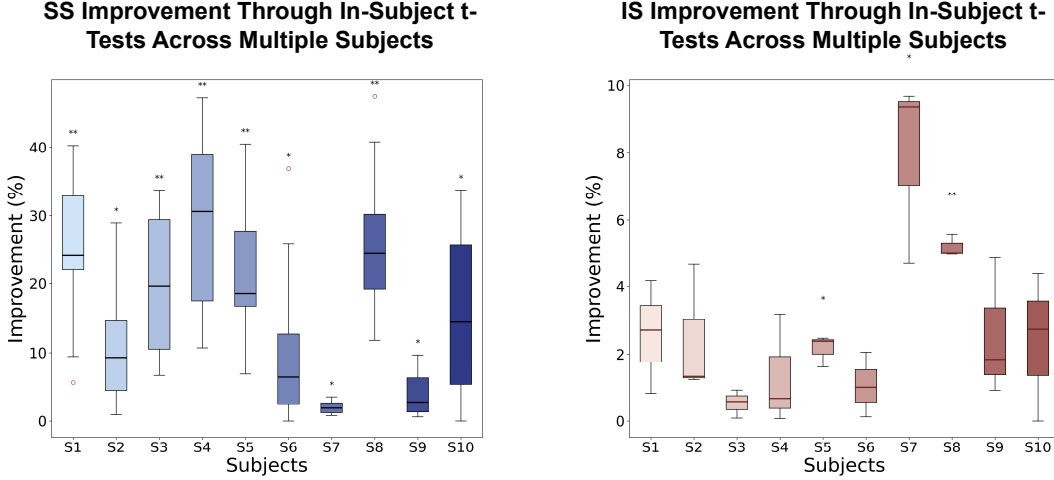 SS Improvement Through In-Subject t-
Tests Across Multiple Subjects
Improvement (%)
40
30
20
10
0
**
*
**
**
**
*
*
**
*
*
S1 S2 S3 S4 S5 S6 S7 S8 S9 S10
Subjects
IS Improvement Through In-Subject t-
Tests Across Multiple Subjects
Improvement (%)
10
8
6
4
2
0
*
*
**
S1 S2 S3 S4 S5 S6 S7 S8 S9 S10
Subjects